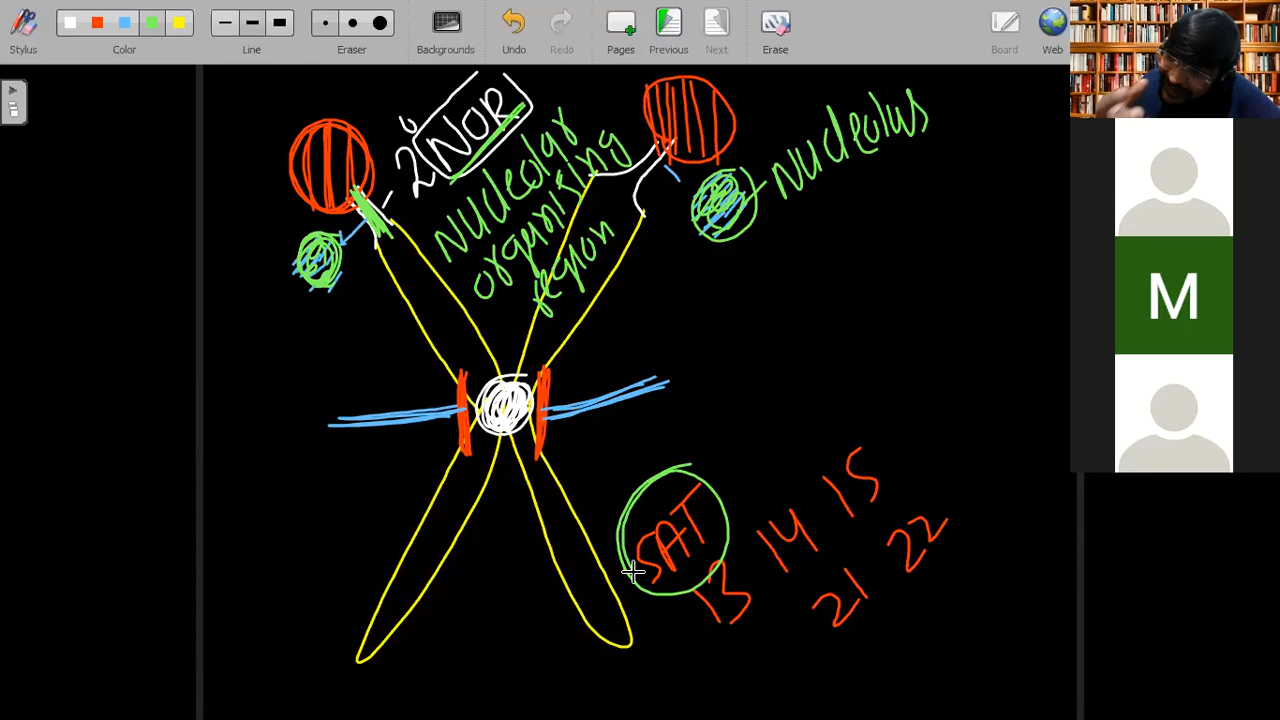 Stylus
Color
Line
Eraser
Backgrounds
Undo
Redo
Pages
Previous
Next
Erase
Board
Web
2° NOR
Nucleolar
organising
region
Nucleolus
M
SAT
13 14 15
21 22